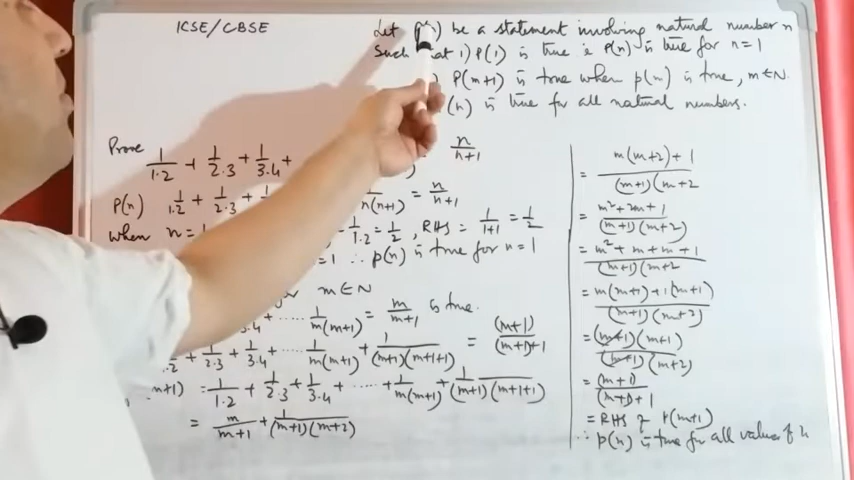 ICSE/CBSE
Let P(n) be a statement involving natural number n
Such that 1) P(1) is true i.e P(n) is true for n=1
P(m+1) is true when p(m) is true, m∈N.
(n) is true for all natural numbers.
Prove 1/1.2 + 1/2.3 + 1/3.4 + n/n+1
P(n) 1/1.2 + 1/2.3 + 1/n(n+1) = n/n+1
when n=1 1/1.2 = 1/2, RHS = 1/1+1 = 1/2
=1 ∴ p(n) is true for n=1
m∈N
3.4 + .... 1/m(m+1) = m/m+1 is true.
1/2.3 + 1/3.4 + .... 1/m(m+1) + 1/(m+1)(m+1+1) = (m+1)/(m+1)+1
m+1) = 1/1.2 + 1/2.3 + 1/3.4 + .... + 1/m(m+1) + 1/(m+1)(m+1+1)
= m/m+1 + 1/(m+1)(m+2)
= m(m+2)+1/(m+1)(m+2
= m²+2m+1/(m+1)(m+2)
= m²+m+m+1/(m+1)(m+2
= m(m+1)+1(m+1)/(m+1)(m+2)
= (m+1)(m+1)/(m+1)(m+2)
= (m+1)/(m+1)+1
= RHS of P(m+1)
∴ p(n) is true for all values of n